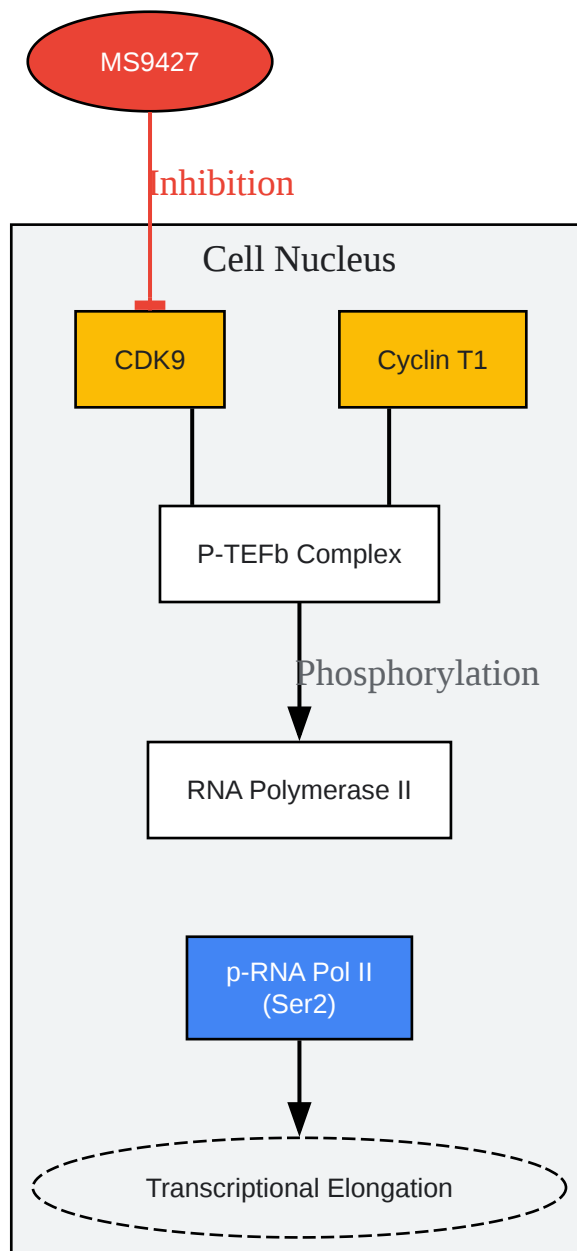 MS9427
Inhibition
Cell Nucleus
CDK9
Cyclin T1
P-TEFb Complex
Phosphorylation
RNA Polymerase II
p-RNA Pol II
(Ser2)
Transcriptional Elongation